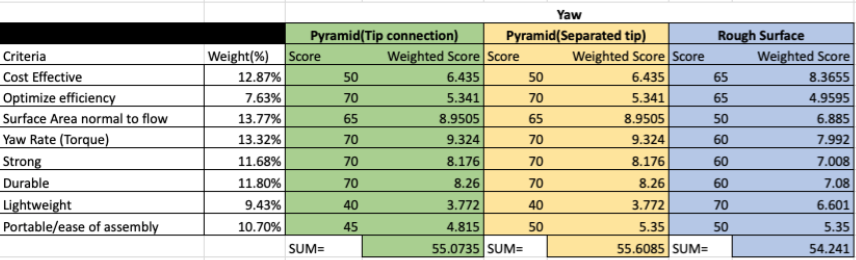 Yaw
Pyramid(Tip connection) Pyramid(Separated tip) Rough Surface
Criteria Weight(%) Score Weighted Score Score Weighted Score Score Weighted Score
Cost Effective 12.87% 50 6.435 50 6.435 65 8.3655
Optimize efficiency 7.63% 70 5.341 70 5.341 65 4.9595
Surface Area normal to flow 13.77% 65 8.9505 65 8.9505 50 6.885
Yaw Rate (Torque) 13.32% 70 9.324 70 9.324 60 7.992
Strong 11.68% 70 8.176 70 8.176 60 7.008
Durable 11.80% 70 8.26 70 8.26 60 7.08
Lightweight 9.43% 40 3.772 40 3.772 70 6.601
Portable/ease of assembly 10.70% 45 4.815 50 5.35 50 5.35
SUM= 55.0735 SUM= 55.6085 SUM= 54.241